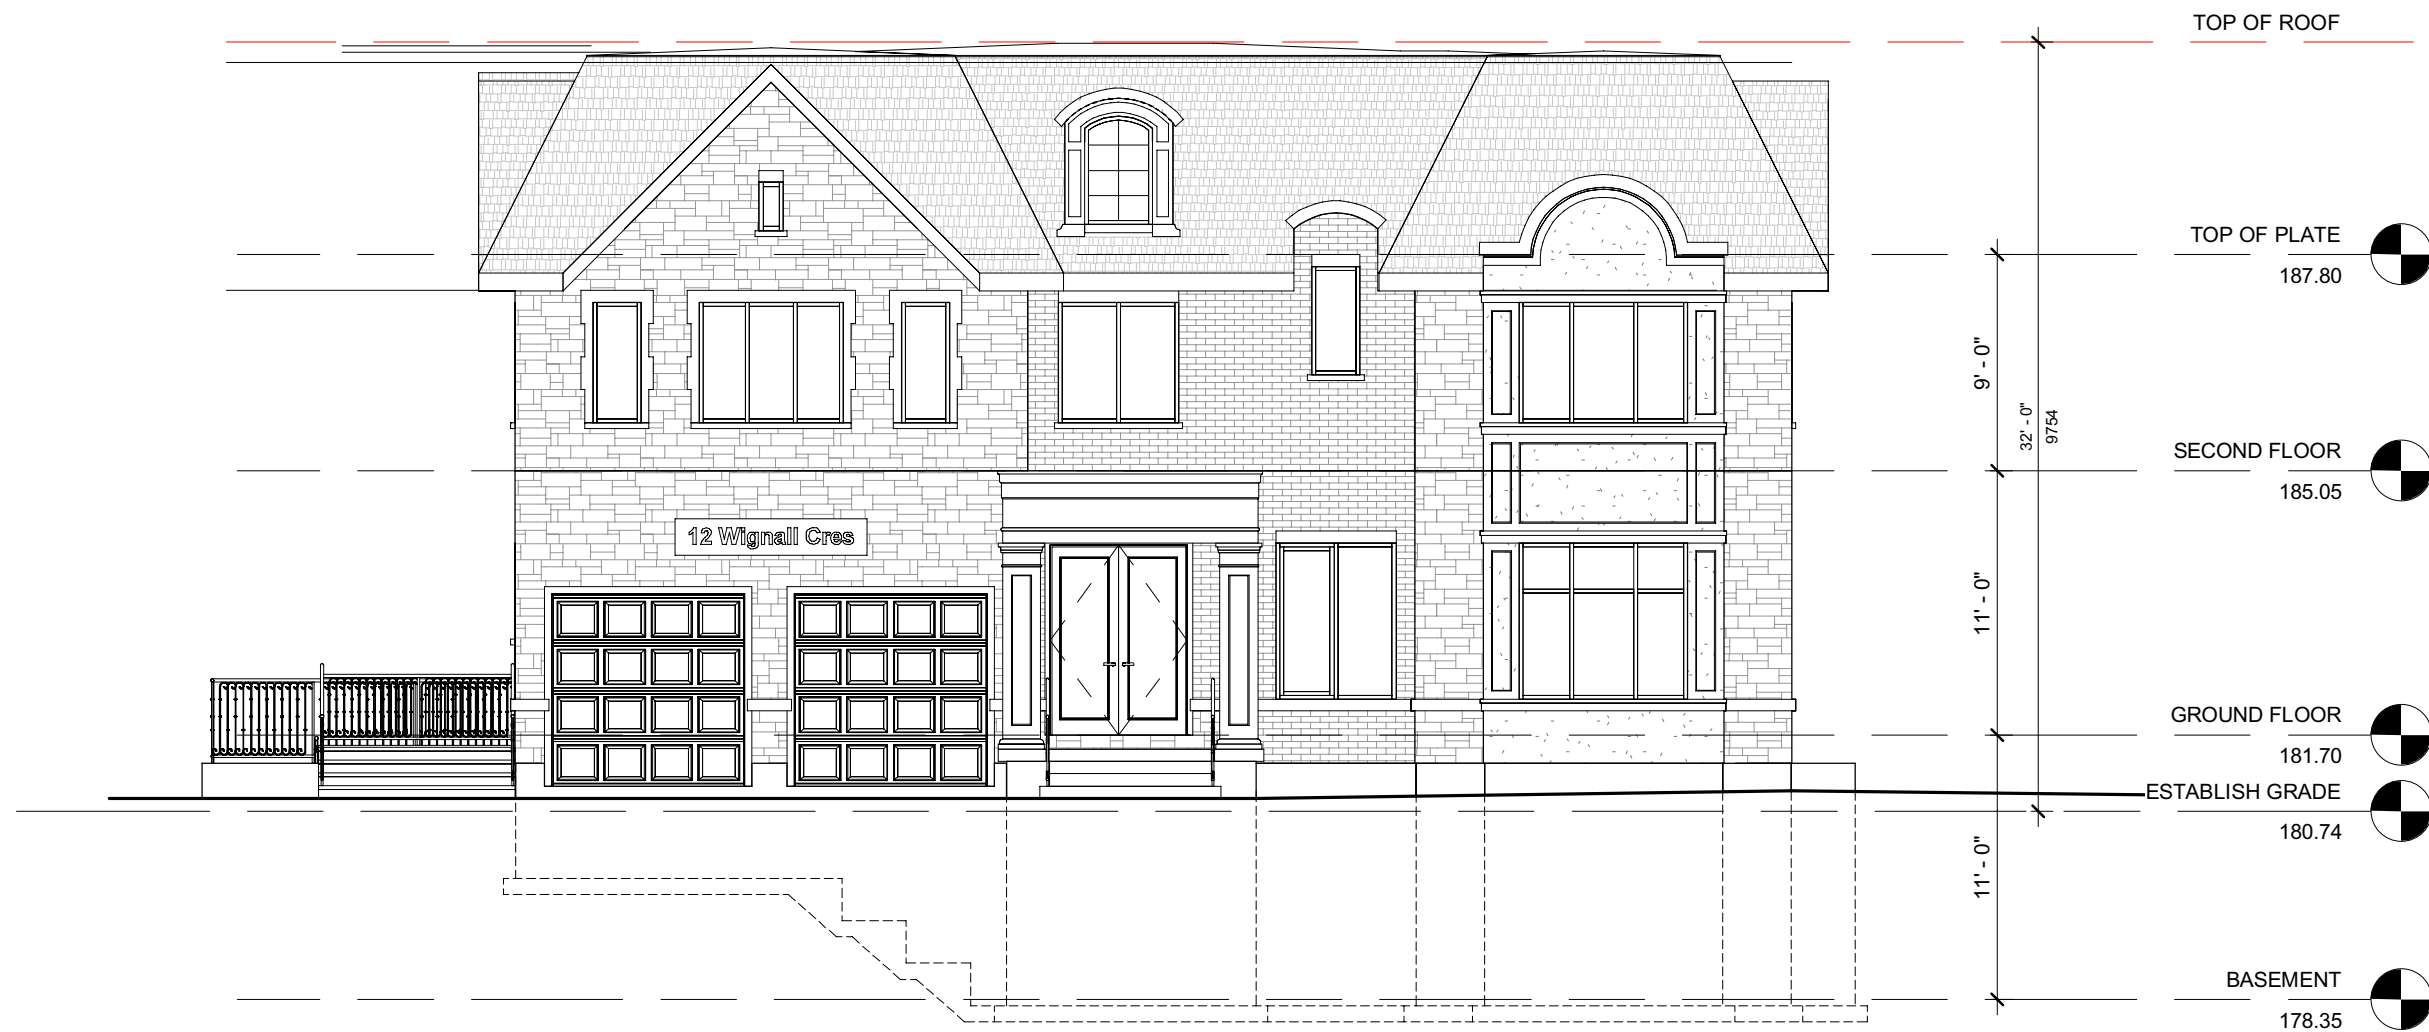 TOP OF ROOF
TOP OF PLATE
187.80
9' - 0"
32' - 0"
9754
SECOND FLOOR
185.05
12 Wignall Cres
11' - 0"
GROUND FLOOR
181.70
ESTABLISH GRADE
180.74
11' - 0"
BASEMENT
178.35